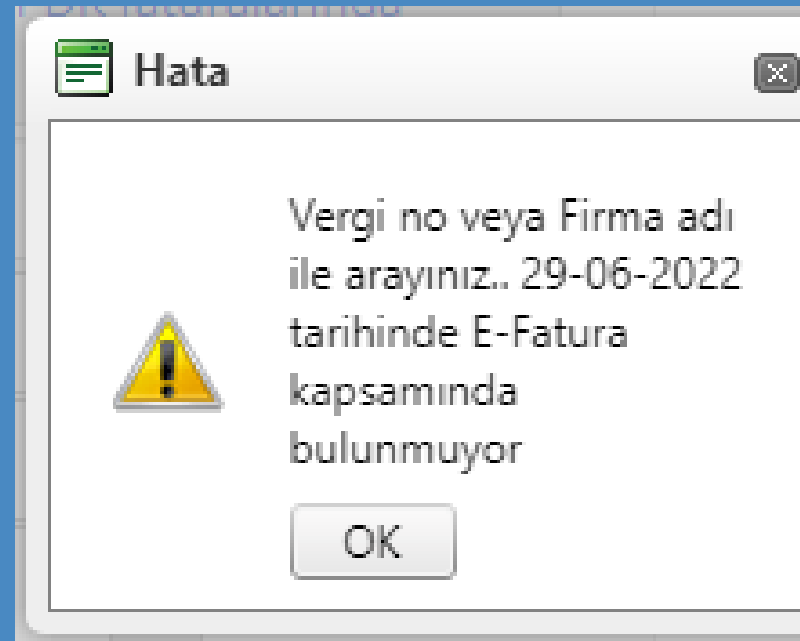 Hata
Vergi no veya Firma adı
ile arayınız.. 29-06-2022
tarihinde E-Fatura
kapsamında
bulunmuyor
OK